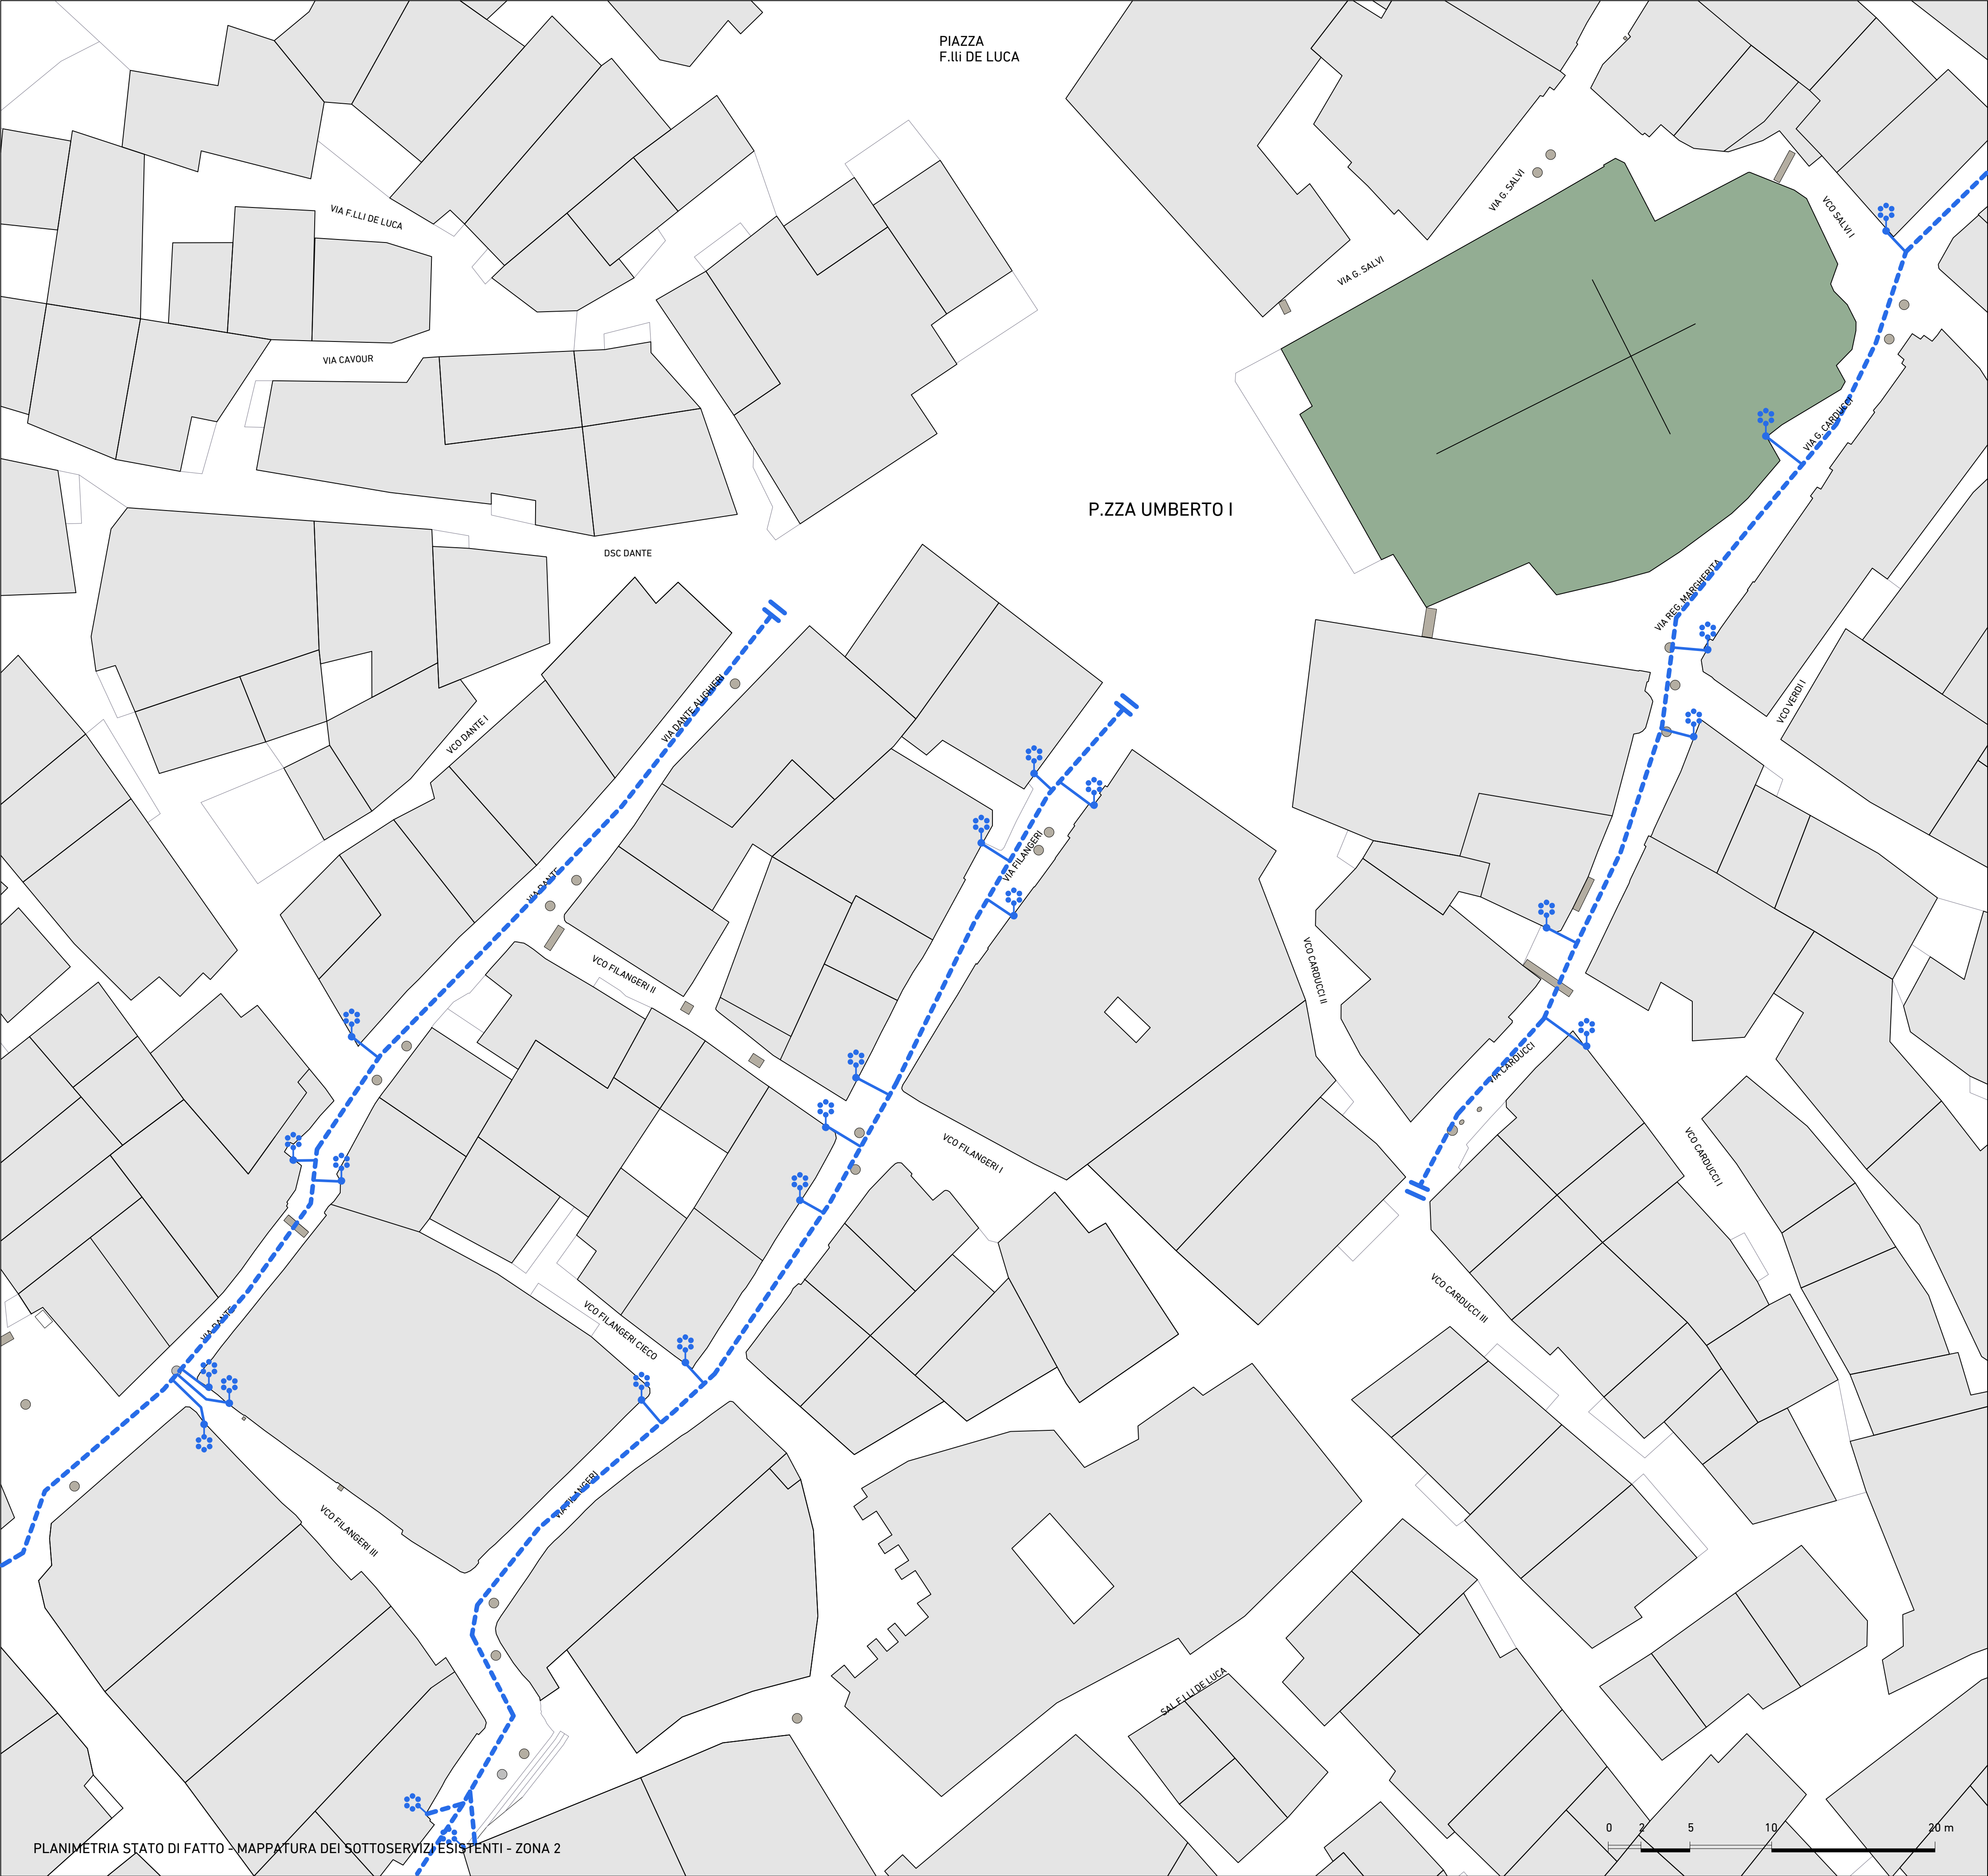 PIAZZA
F.lli DE LUCA
VIA G. SALVI
VCO SALVI I
VIA F.LLI DE LUCA
VIA G. SALVI
VIA CAVOUR
VIA G. CARDUCCI
P.ZZA UMBERTO I
DSC DANTE
VIA REG. MARGHERITA
VIA DANTE ALIGHIERI
VCO DANTE I
VCO VERDI I
VIA FILANGERI
VIA DANTE
VCO FILANGERI II
VCO CARDUCCI II
VIA CARDUCCI
VCO FILANGERI I
VCO CARDUCCI I
VCO CARDUCCI III
VIA DANTE
VCO FILANGERI CIECO
VIA FILANGERI
VCO FILANGERI III
SAL F.LLI DE LUCA
0 2 5 10 20 m
PLANIMETRIA STATO DI FATTO - MAPPATURA DEI SOTTOSERVIZI ESISTENTI - ZONA 2